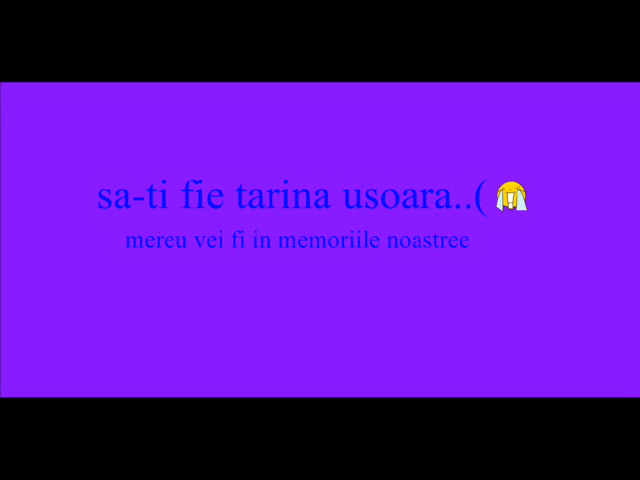 sa-ti fie tarina usoara..(
mereu vei fi in memoriile noastree